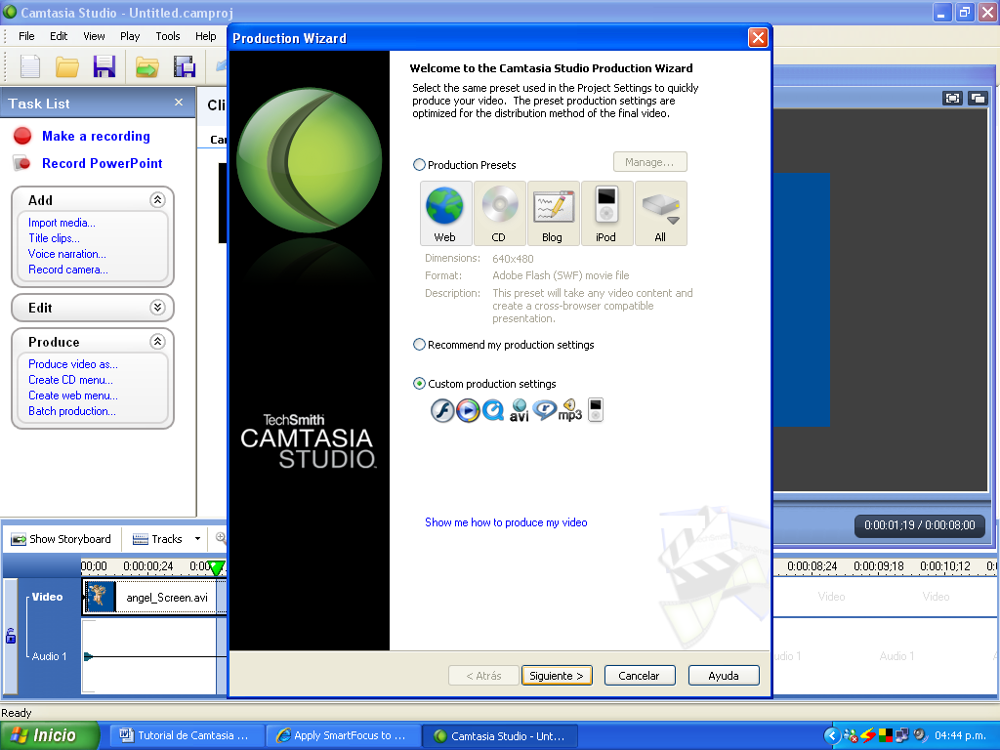 Camtasia Studio - Untitled.camproj
File Edit View Play Tools Help
Production Wizard
Task List
Make a recording
Record PowerPoint
Add
Import media...
Title clips...
Voice narration...
Record camera...
Edit
Produce
Produce video as...
Create CD menu...
Create web menu...
Batch production...
Cli
Welcome to the Camtasia Studio Production Wizard
Select the same preset used in the Project Settings to quickly
produce your video. The preset production settings are
optimized for the distribution method of the final video.
Production Presets
Manage...
Web CD Blog iPod All
Dimensions: 640x480
Format: Adobe Flash (SWF) movie file
Description: This preset will take any video content and
create a cross-browser compatible
presentation.
Recommend my production settings
Custom production settings
avi mp3
TechSmith
CAMTASIA
STUDIO
Show me how to produce my video
0:00:01;19 / 0:00:08;00
Show Storyboard Tracks
00;00 0:00:00;24 0:00: 0:00:08;24 0:00:09;18 0:00:10;12 0:
Video angel_Screen.avi Video Video
Audio 1 udio 1 Audio 1
< Atrás Siguiente > Cancelar Ayuda
Ready
Inicio Tutorial de Camtasia ... Apply SmartFocus to ... Camtasia Studio - Unt... 04:44 p.m.